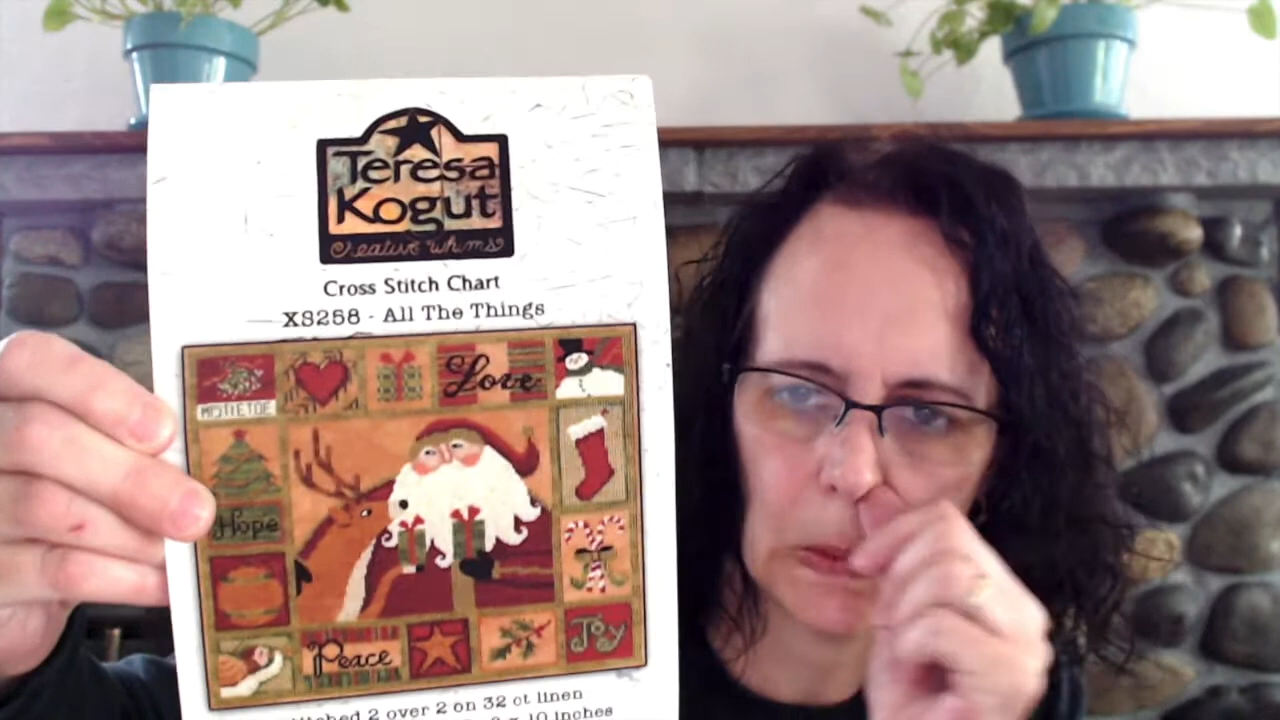 Teresa
Kogut
Creative whims
Cross Stitch Chart
XS258 - All The Things
Love
MISTLETOE
Hope
Joy
Peace
2 over 2 on 32 ct linen
10 inches